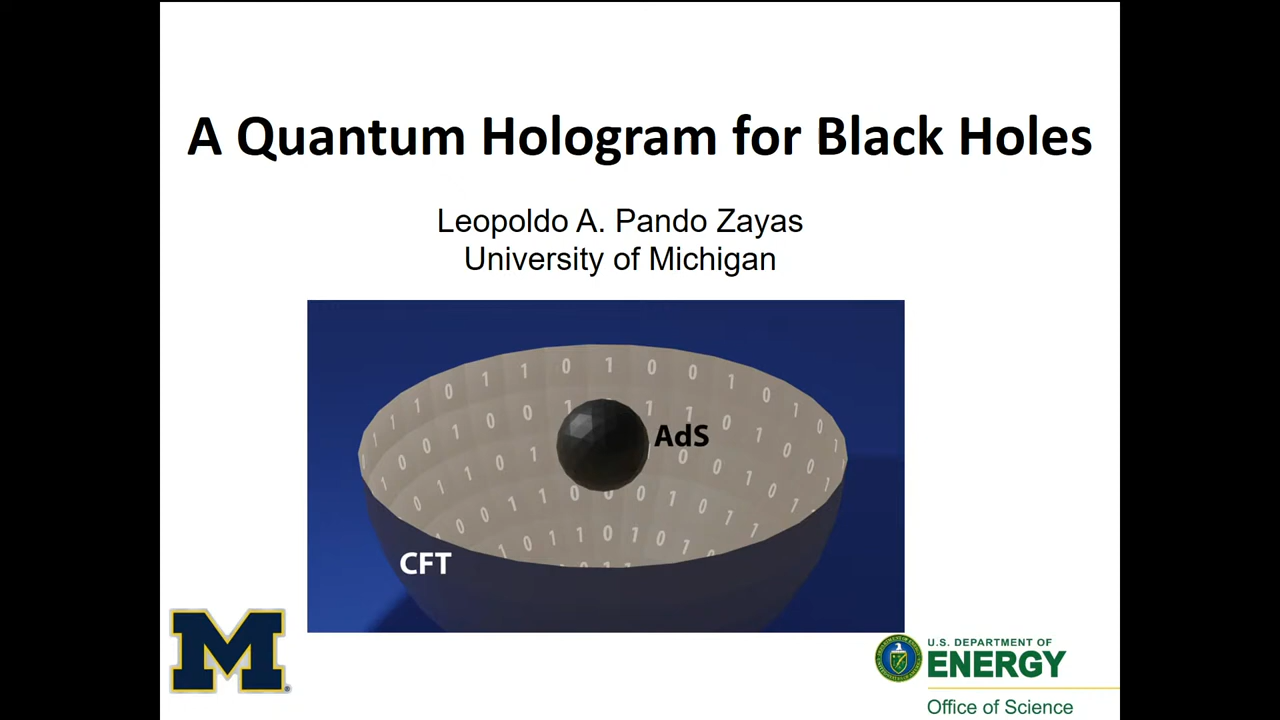 A Quantum Hologram for Black Holes
Leopoldo A. Pando Zayas
University of Michigan
AdS
CFT
M
U.S. DEPARTMENT OF
ENERGY
Office of Science